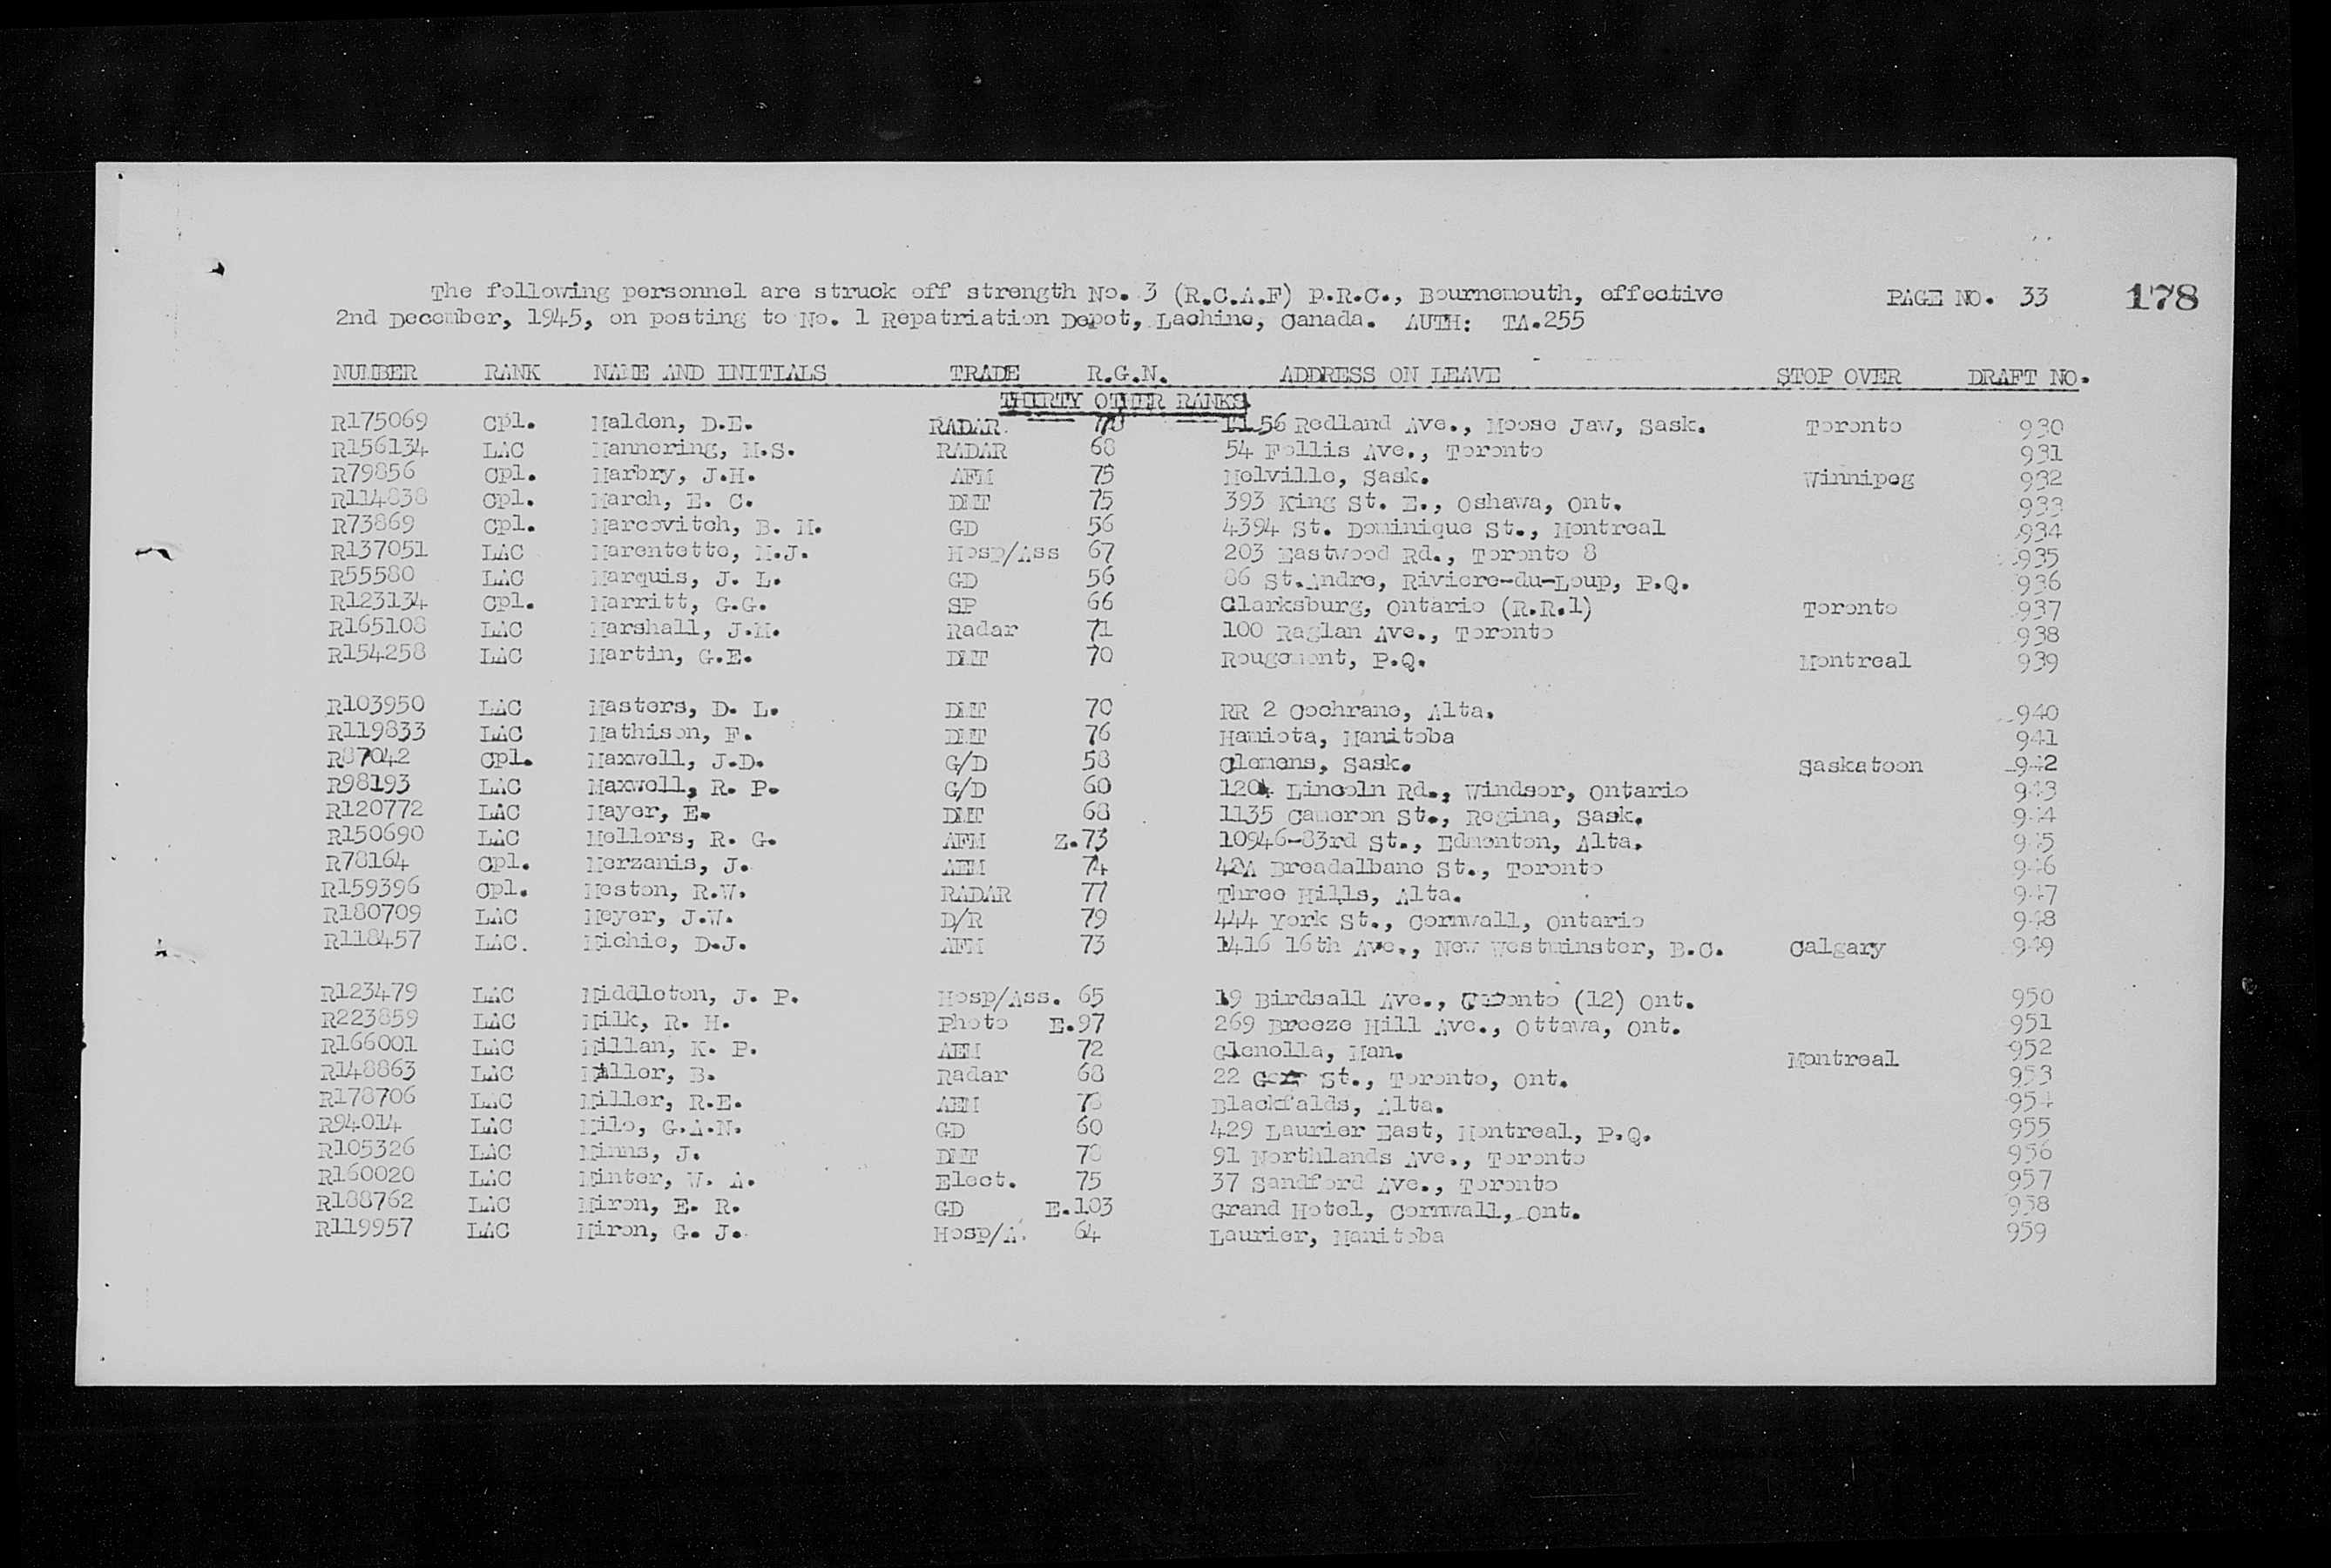 The following personnel are struck off strength No. 3 (R.C.A.F) P.R.C., Bournemouth, effective PAGE NO. 33 178
2nd December, 1945, on posting to No. 1 Repatriation Depot, Lachine, Canada. AUTH: TA.255
NUMBER RANK NAME AND INITIALS TRADE R.G.N. ADDRESS ON LEAVE STOP OVER DRAFT NO.
THIRTY OTHER RANKS
R175069 Cpl. Malden, D.E. RADAR 56 Redland Ave., Moose Jaw, Sask. Toronto 930
R156134 LAC Mannering, M.S. RADAR 68 54 Follis Ave., Toronto 931
R79856 Cpl. Marbry, J.H. AFM 75 Melville, Sask. Winnipeg 932
R114838 Cpl. March, E. C. DMT 75 393 King St. E., Oshawa, Ont. 933
R73869 Cpl. Marcovitch, B. M. GD 56 4394 St. Dominique St., Montreal 934
R137051 LAC Marentette, M.J. Hosp/Ass 67 203 Eastwood Rd., Toronto 8 935
R55580 LAC Marquis, J. L. GD 56 86 St.Andre, Riviere-du-Loup, P.Q. 936
R123134 Cpl. Marritt, G.G. SP 66 Clarksburg, Ontario (R.R.1) Toronto 937
R165108 LAC Marshall, J.M. Radar 71 100 Raglan Ave., Toronto 938
R154258 LAC Martin, G.E. DMT 70 Rougemont, P.Q. Montreal 939
R103950 LAC Masters, D. L. DMT 70 RR 2 Cochrane, Alta. 940
R119833 LAC Mathison, F. DMT 76 Hamiota, Manitoba 941
R87042 Cpl. Maxwell, J.D. G/D 58 Clemens, Sask. Saskatoon 942
R98193 LAC Maxwell, R. P. G/D 60 1204 Lincoln Rd., Windsor, Ontario 943
R120772 LAC Mayer, E. DMT 68 1135 Cameron St., Regina, Sask. 944
R150690 LAC Mellors, R. G. AFM Z.73 10946-83rd St., Edmonton, Alta. 945
R78164 Cpl. Merzanis, J. AEM 74 42A Breadalbane St., Toronto 946
R159396 Cpl. Meston, R.W. RADAR 77 Three Hills, Alta. 947
R180709 LAC Meyer, J.W. D/R 79 444 York St., Cornwall, Ontario 948
R118457 LAC. Michie, D.J. AFM 73 1416 16th Ave., New Westminster, B.C. Calgary 949
R123479 LAC Middleton, J. P. Hosp/Ass. 65 19 Birdsall Ave., Toronto (12) Ont. 950
R223859 LAC Milk, R. H. Photo E.97 269 Breeze Hill Ave., Ottawa, Ont. 951
R166001 LAC Millan, K. P. AEM 72 Glenella, Man. Montreal 952
R148863 LAC Miller, B. Radar 68 22 St., Toronto, Ont. 953
R178706 LAC Miller, R.E. AEM Blackfalds, Alta. 954
R94014 LAC Milo, G.A.N. GD 60 429 Laurier East, Montreal, P.Q. 955
R105326 LAC Minns, J. DMT 91 Northlands Ave., Toronto 956
R160020 LAC Minter, W. A. Elect. 75 37 Sandford Ave., Toronto 957
R188762 LAC Miron, E. R. GD E.103 Grand Hotel, Cornwall, Ont. 958
R119957 LAC Miron, G. J. Hosp/A. 64 Laurier, Manitoba 959